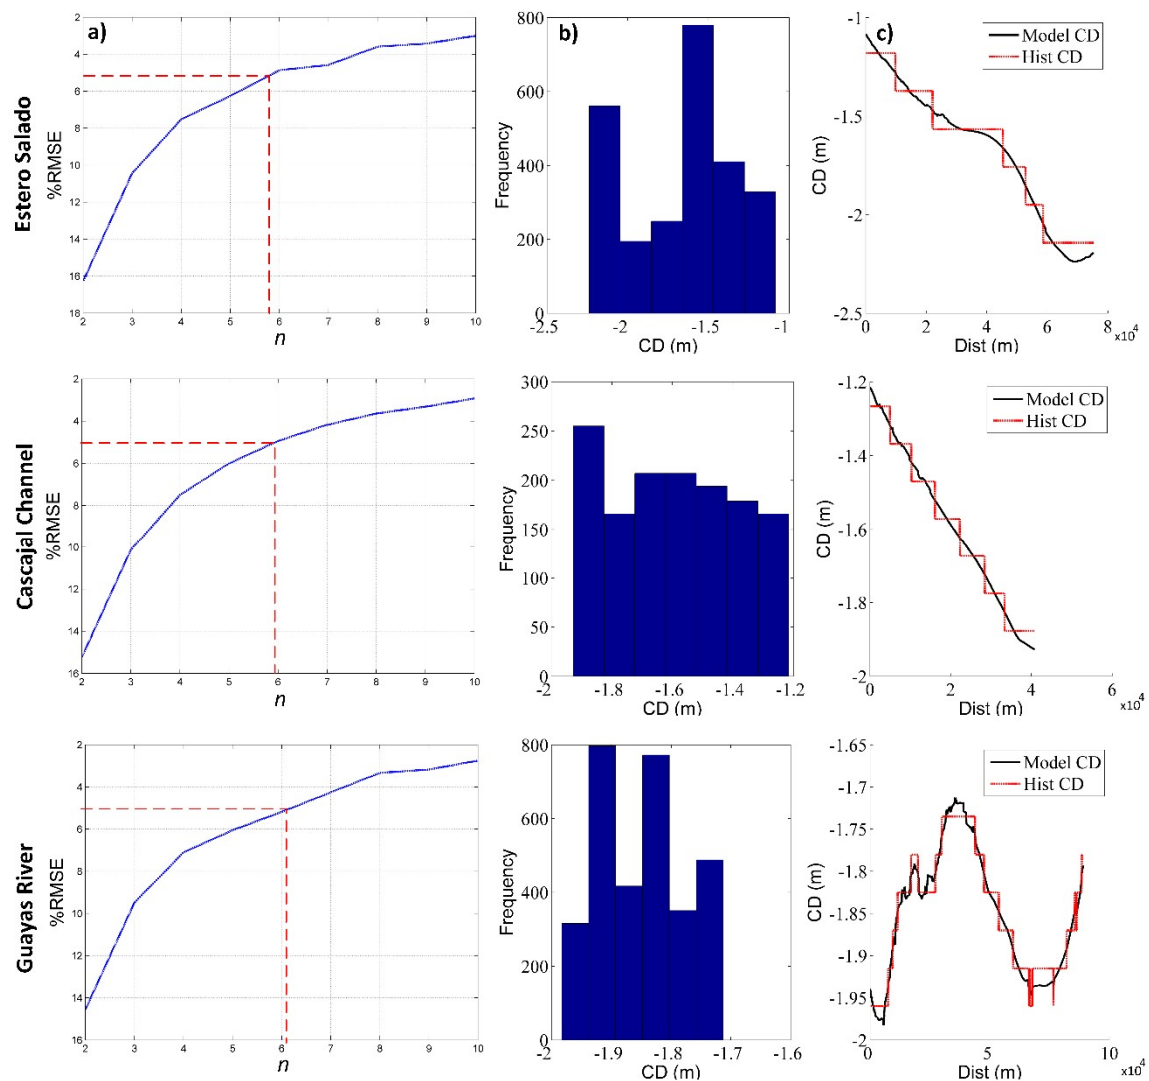 Estero Salado
a)
%RMSE
2
4
6
8
10
12
14
16
18
2 3 4 5 6 7 8 9 10
n
b)
Frequency
800
600
400
200
0
-2.5 -2 -1.5 -1
CD (m)
c)
Model CD
Hist CD
CD (m)
-1
-1.5
-2
-2.5
0 2 4 6 8
x10⁴
Dist (m)
Cascajal Channel
%RMSE
2
4
6
8
10
12
14
16
2 3 4 5 6 7 8 9 10
n
Frequency
300
250
200
150
100
50
0
-2 -1.8 -1.6 -1.4 -1.2
CD (m)
Model CD
Hist CD
CD (m)
-1.2
-1.4
-1.6
-1.8
-2
0 2 4 6
x10⁴
Dist (m)
Guayas River
%RMSE
2
4
6
8
10
12
14
16
2 3 4 5 6 7 8 9 10
n
Frequency
800
600
400
200
0
-2 -1.9 -1.8 -1.7 -1.6
CD (m)
Model CD
Hist CD
CD (m)
-1.65
-1.7
-1.75
-1.8
-1.85
-1.9
-1.95
-2
0 5 10
x10⁴
Dist (m)